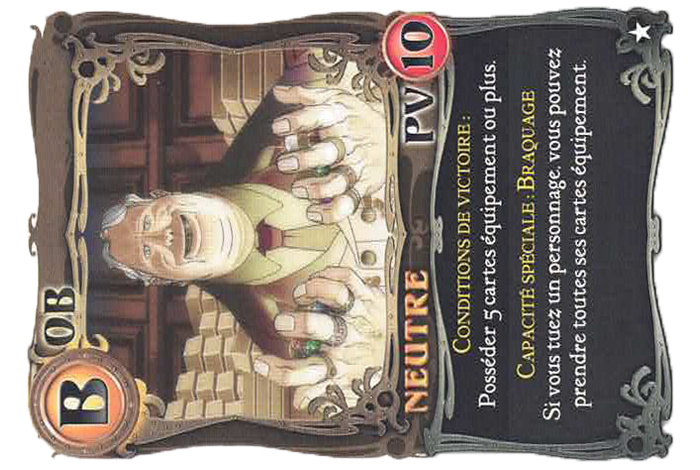 B
OB
NEUTRE
PV 10
CONDITIONS DE VICTOIRE :
Posséder 5 cartes équipement ou plus.
CAPACITÉ SPÉCIALE : BRAQUAGE
Si vous tuez un personnage, vous pouvez
prendre toutes ses cartes équipement.